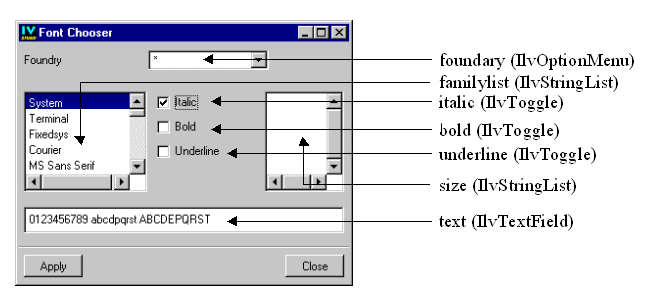 IV Font Chooser
Foundry
*
foundary (IlvOptionMenu)
familylist (IlvStringList)
System
Terminal
Fixedsys
Courier
MS Sans Serif
Italic
Bold
Underline
italic (IlvToggle)
bold (IlvToggle)
underline (IlvToggle)
size (IlvStringList)
0123456789 abcdpqrst ABCDEPQRST
text (IlvTextField)
Apply
Close